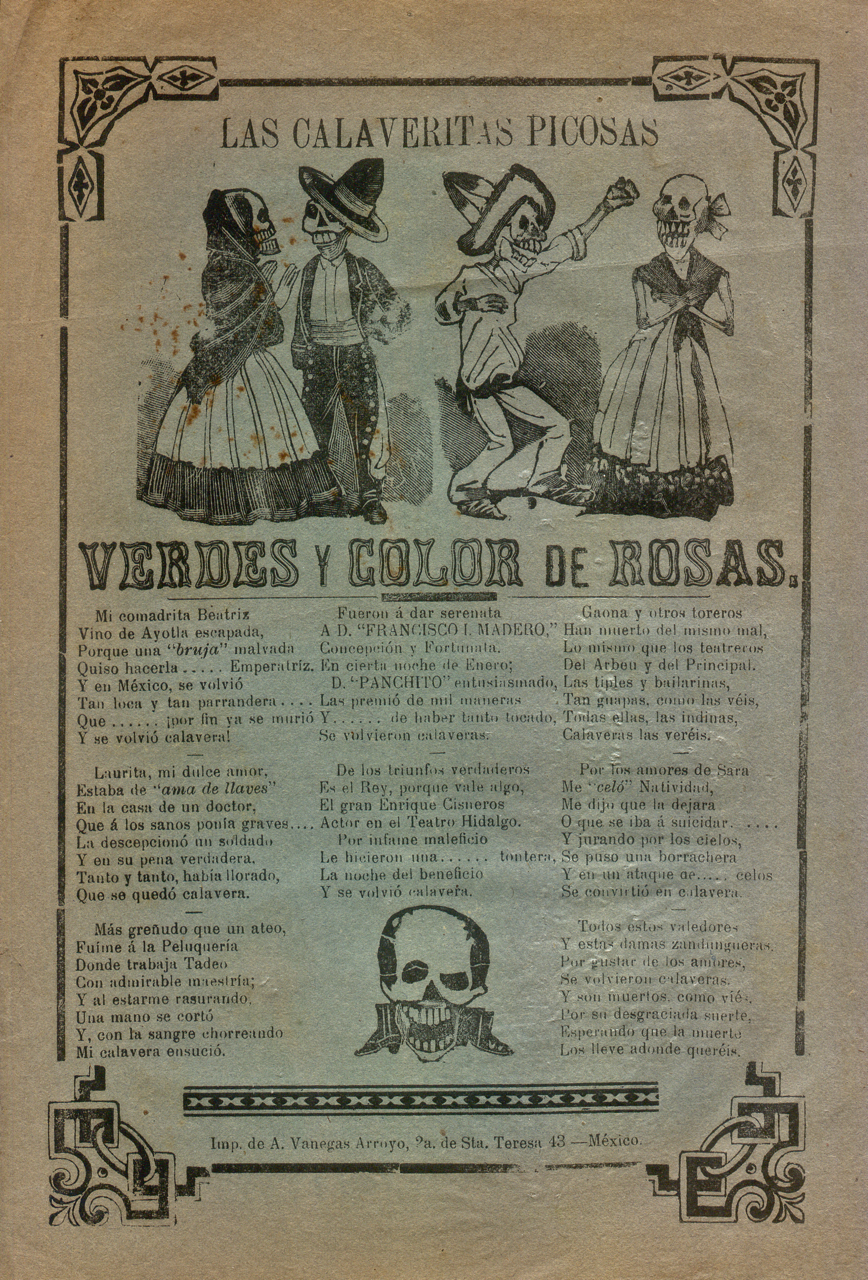 LAS CALAVERITAS PICOSAS
VERDES Y COLOR DE ROSAS.
Mi comadrita Beatriz
Vino de Ayotla escapada,
Porque una "bruja" malvada
Quiso hacerla ..... Emperatriz.
Y en México, se volvió
Tan loca y tan parrandera....
Que ...... ¡por fin ya se murió
Y se volvió calavera!
Laurita, mi dulce amor,
Estaba de "ama de llaves"
En la casa de un doctor,
Que á los sanos ponía graves....
La descepcionó un soldado
Y en su pena verdadera,
Tanto y tanto, había llorado,
Que se quedó calavera.
Más greñudo que un ateo,
Fuíme á la Peluquería
Donde trabaja Tadeo
Con admirable maestría;
Y al estarme rasurando,
Una mano se cortó
Y, con la sangre chorreando
Mi calavera ensució.
Fueron á dar serenata
A D. "FRANCISCO I. MADERO,"
Concepción y Fortunata,
En cierta noche de Enero;
D. "PANCHITO" entusiasmado,
Las premió de mil maneras
Y...... de haber tanto tocado,
Se volvieron calaveras.
De los triunfos verdaderos
Es el Rey, porque vale algo,
El gran Enrique Cisneros
Actor en el Teatro Hidalgo.
Por infame maleficio
Le hicieron una...... tontera,
La noche del beneficio
Y se volvió calavera.
Gaona y otros toreros
Han muerto del mismo mal,
Lo mismo que los teatreros
Del Arbeu y del Principal.
Las tiples y bailarinas,
Tan guapas, como las véis,
Todas ellas, las indinas,
Calaveras las veréis.
Por los amores de Sara
Me "celó" Natividad,
Me dijo que la dejara
O que se iba á suicidar.....
Y jurando por los cielos,
Se puso una borrachera
Y en un ataque de..... celos
Se convirtió en calavera.
Todos estos valedores
Y estas damas zandungueras,
Por gustar de los amores,
Se volvieron calaveras.
Y son muertos, como véis,
Por su desgraciada suerte,
Esperando que la muerte
Los lleve adonde queréis.
Imp. de A. Vanegas Arroyo, 2a. de Sta. Teresa 43 —México.